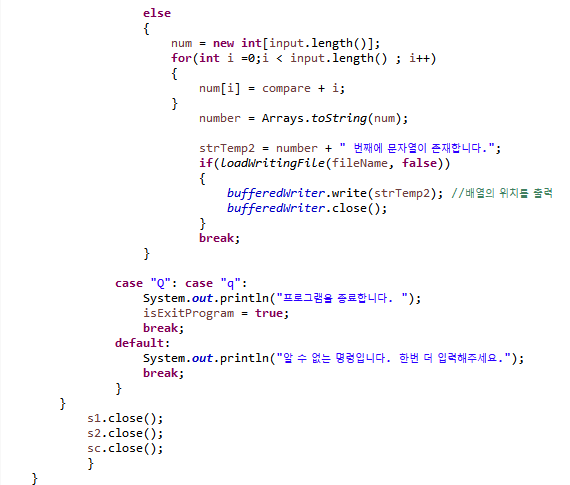 else
{
num = new int[input.length()];
for(int i =0;i < input.length() ; i++)
{
num[i] = compare + i;
}
number = Arrays.toString(num);
strTemp2 = number + " 번째에 문자열이 존재합니다.";
if(loadWritingFile(fileName, false))
{
bufferedWriter.write(strTemp2); //배열의 위치를 출력
bufferedWriter.close();
}
break;
}
case "Q": case "q":
System.out.println("프로그램을 종료합니다. ");
isExitProgram = true;
break;
default:
System.out.println("알 수 없는 명령입니다. 한번 더 입력해주세요.");
break;
}
}
s1.close();
s2.close();
sc.close();
}
}